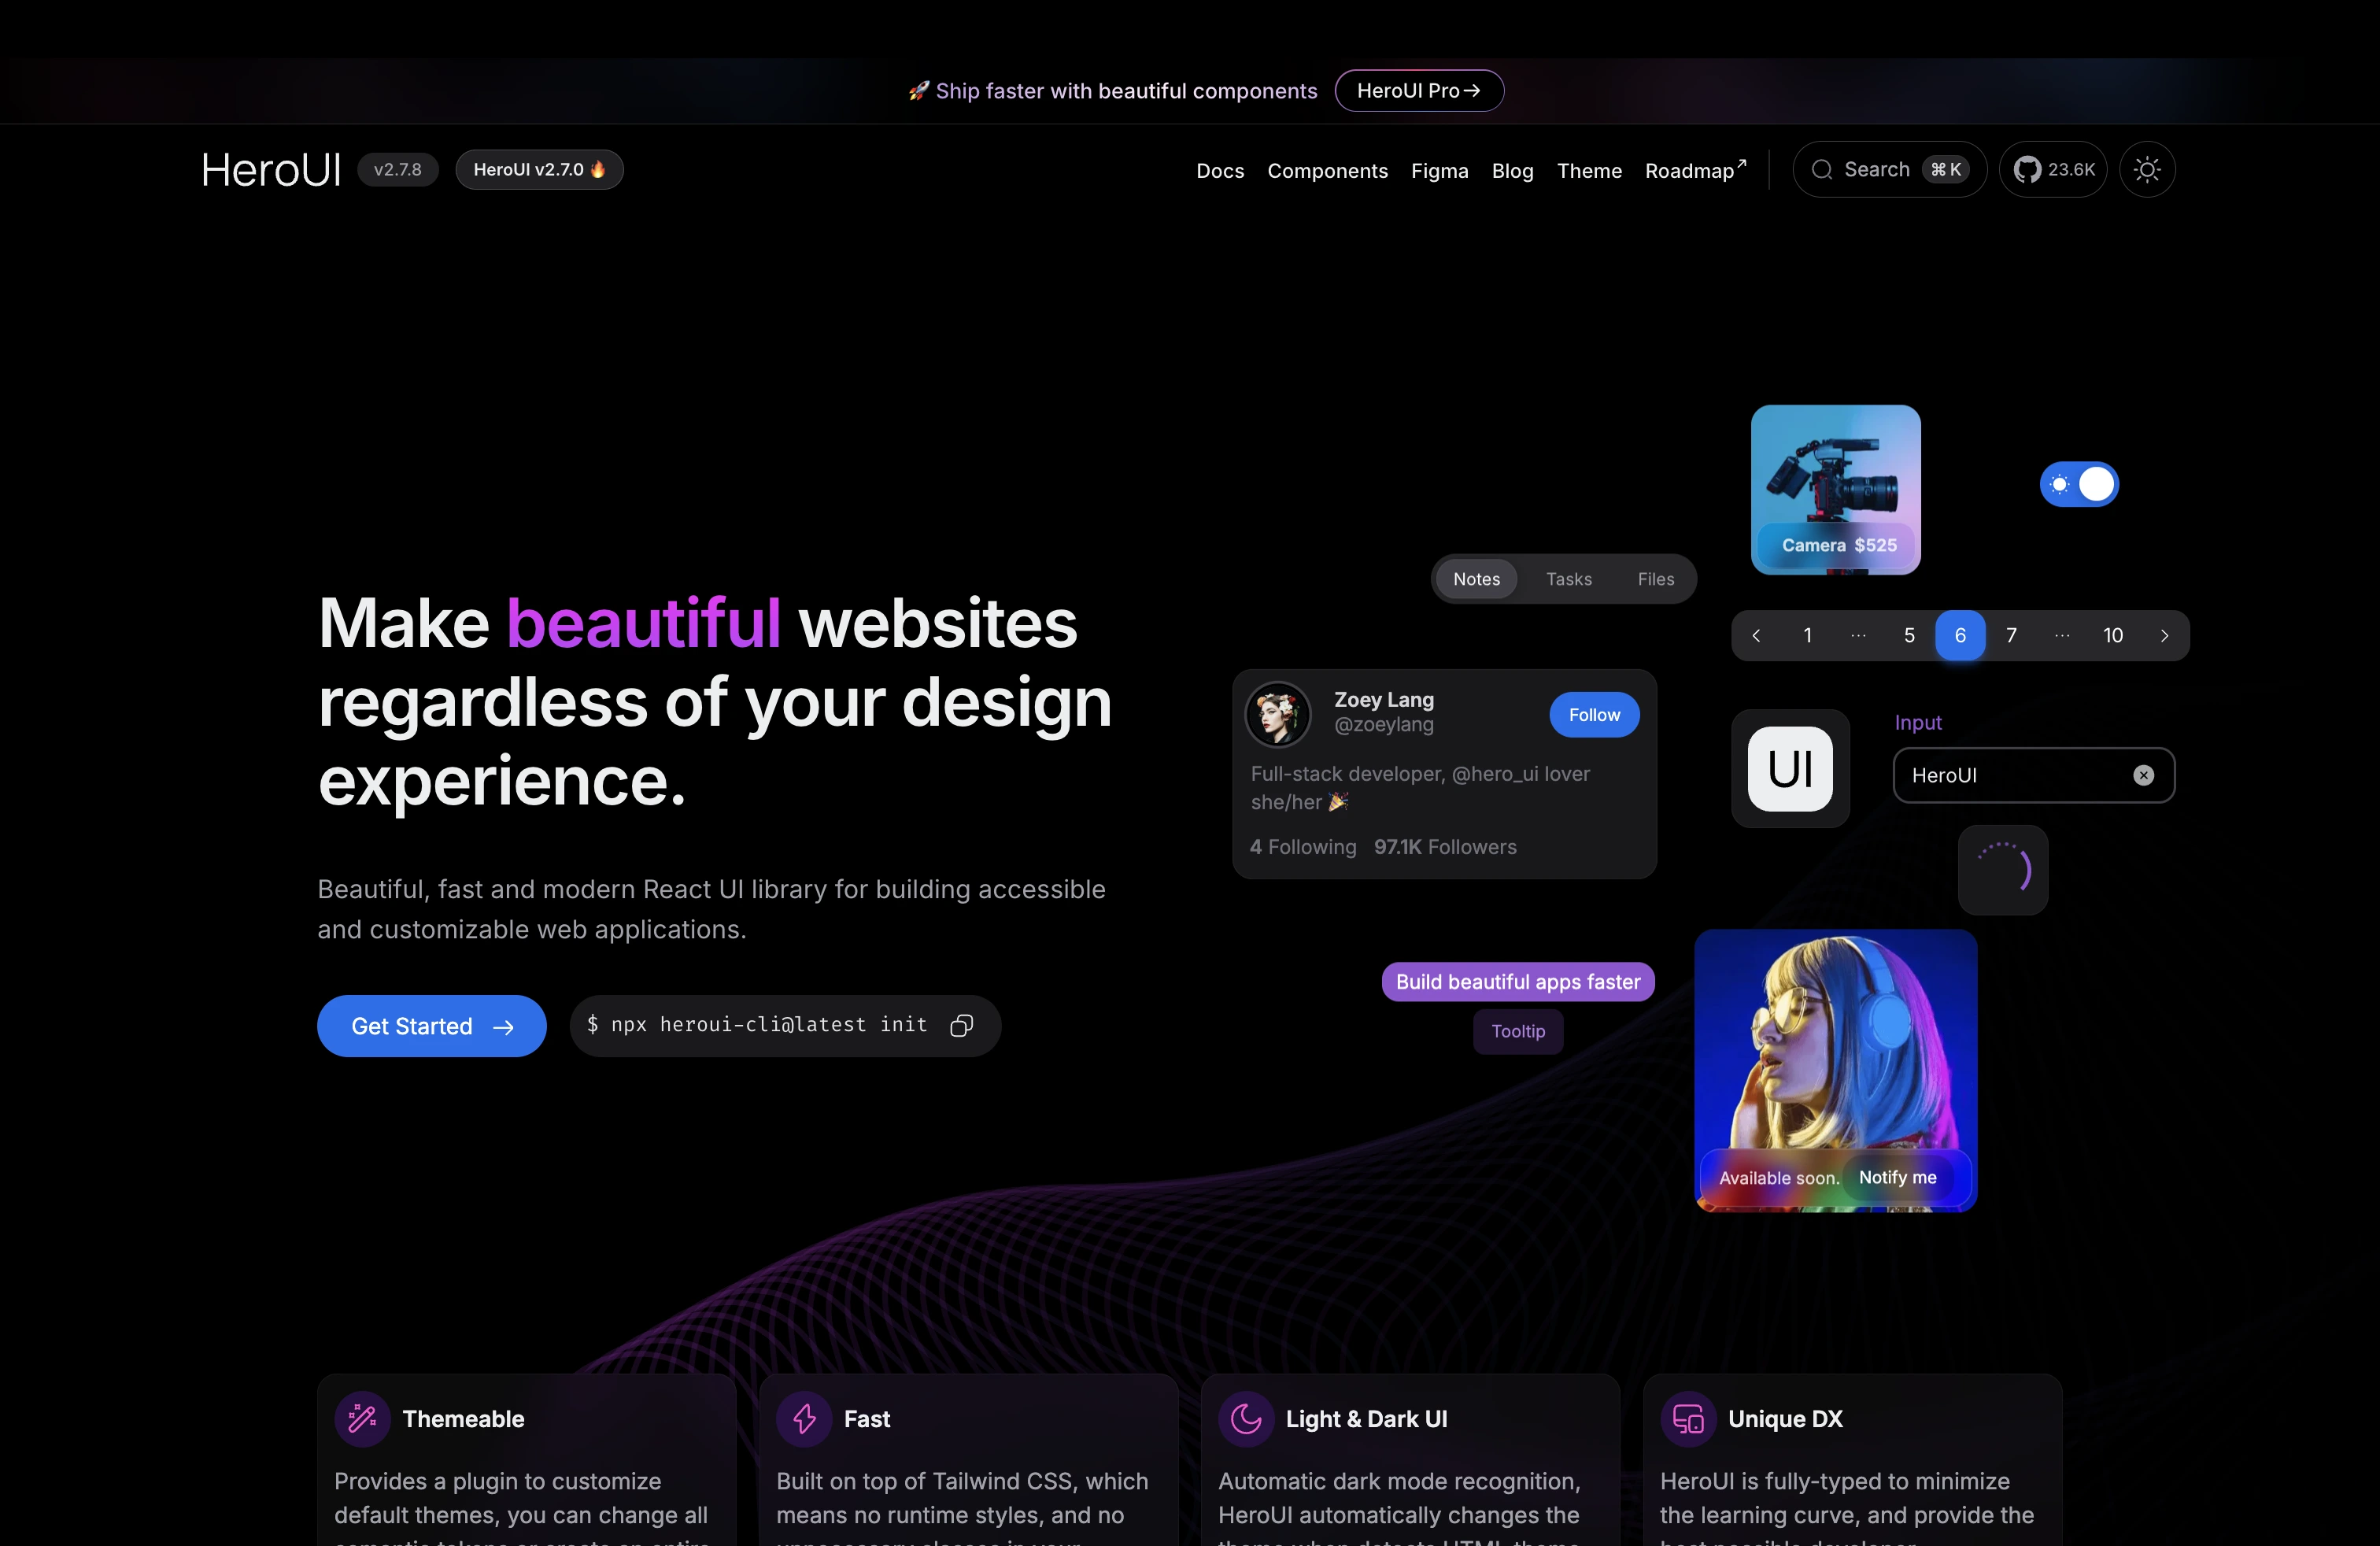 🚀 Ship faster with beautiful components HeroUI Pro→
HeroUI v2.7.8 HeroUI v2.7.0 🔥
Docs Components Figma Blog Theme Roadmap Search ⌘ K 23.6K
Make beautiful websites
regardless of your design
experience.
Beautiful, fast and modern React UI library for building accessible
and customizable web applications.
Get Started →
$ npx heroui-cli@latest init
Camera $525
Notes Tasks Files
1 ... 5 6 7 ... 10
Zoey Lang
@zoeylang
Follow
Full-stack developer, @hero_ui lover
she/her 🎉
4 Following 97.1K Followers
UI
Input
HeroUI
Build beautiful apps faster
Tooltip
Available soon. Notify me
Themeable
Provides a plugin to customize
default themes, you can change all
Fast
Built on top of Tailwind CSS, which
means no runtime styles, and no
Light & Dark UI
Automatic dark mode recognition,
HeroUI automatically changes the
Unique DX
HeroUI is fully-typed to minimize
the learning curve, and provide the